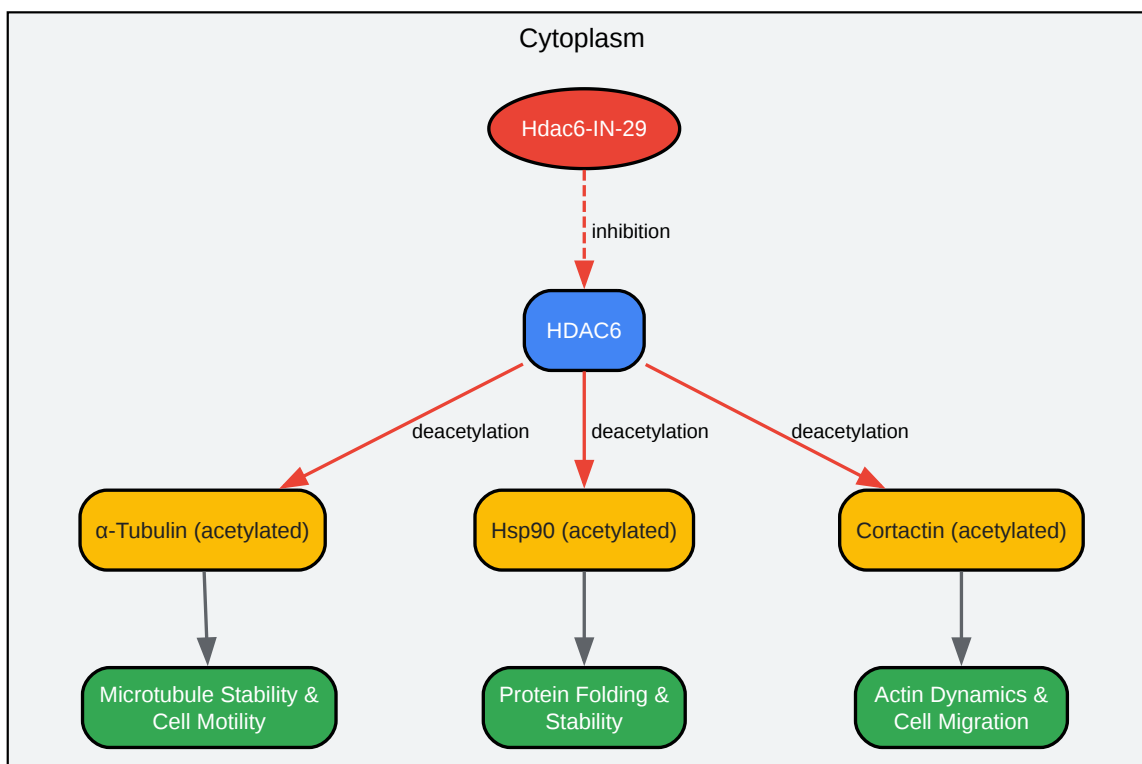 Cytoplasm
Hdac6-IN-29
inhibition
HDAC6
deacetylation
deacetylation
deacetylation
α-Tubulin (acetylated)
Hsp90 (acetylated)
Cortactin (acetylated)
Microtubule Stability &
Cell Motility
Protein Folding &
Stability
Actin Dynamics &
Cell Migration